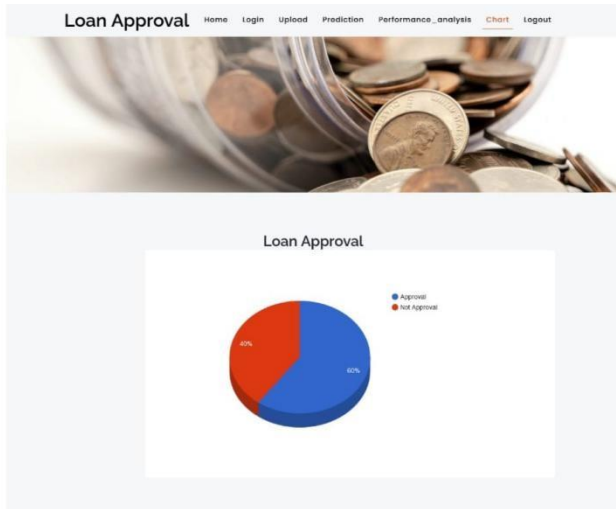 Loan Approval Home Login Upload Prediction Performance_analysis Chart Logout
Loan Approval
Approval
Not Approval
40%
60%